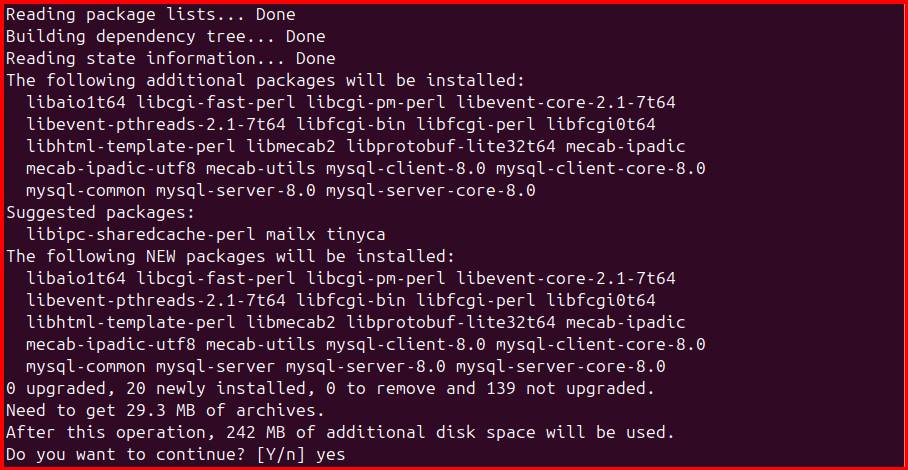 Reading package lists... Done
Building dependency tree... Done
Reading state information... Done
The following additional packages will be installed:
  libaio1t64 libcgi-fast-perl libcgi-pm-perl libevent-core-2.1-7t64
  libevent-pthreads-2.1-7t64 libfcgi-bin libfcgi-perl libfcgi0t64
  libhtml-template-perl libmecab2 libprotobuf-lite32t64 mecab-ipadic
  mecab-ipadic-utf8 mecab-utils mysql-client-8.0 mysql-client-core-8.0
  mysql-common mysql-server-8.0 mysql-server-core-8.0
Suggested packages:
  libipc-sharedcache-perl mailx tinyca
The following NEW packages will be installed:
  libaio1t64 libcgi-fast-perl libcgi-pm-perl libevent-core-2.1-7t64
  libevent-pthreads-2.1-7t64 libfcgi-bin libfcgi-perl libfcgi0t64
  libhtml-template-perl libmecab2 libprotobuf-lite32t64 mecab-ipadic
  mecab-ipadic-utf8 mecab-utils mysql-client-8.0 mysql-client-core-8.0
  mysql-common mysql-server mysql-server-8.0 mysql-server-core-8.0
0 upgraded, 20 newly installed, 0 to remove and 139 not upgraded.
Need to get 29.3 MB of archives.
After this operation, 242 MB of additional disk space will be used.
Do you want to continue? [Y/n] yes